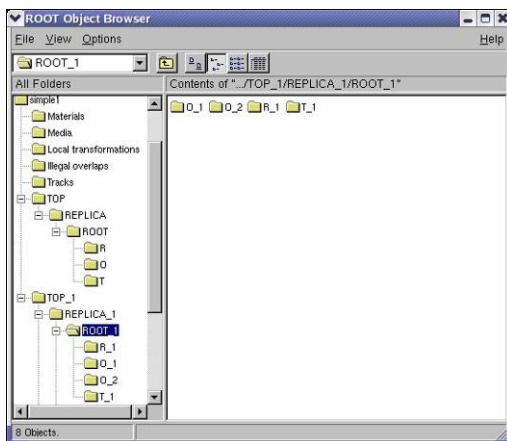 ROOT Object Browser
File View Options Help
ROOT_1
All Folders
Contents of ".../TOP_1/REPLICA_1/ROOT_1"
simple1
Materials
Media
Local transformations
Illegal overlaps
Tracks
TOP
REPLICA
ROOT
R
O
T
TOP_1
REPLICA_1
ROOT_1
R_1
O_1
O_2
T_1
O_1 O_2 R_1 T_1
8 Objects.